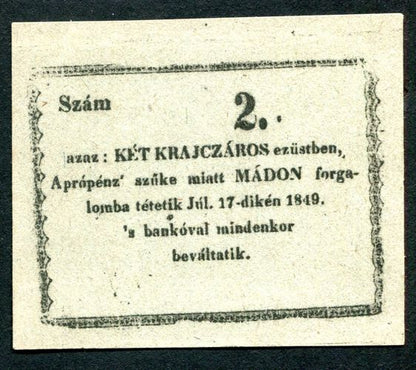 Szám 2.
azaz: KÉT KRAJCZÁROS ezüstben,
Aprópénz' szűke miatt MÁDON forga-
lomba tétetik Júl. 17-dikén 1849.
's bankóval mindenkor
beváltatik.